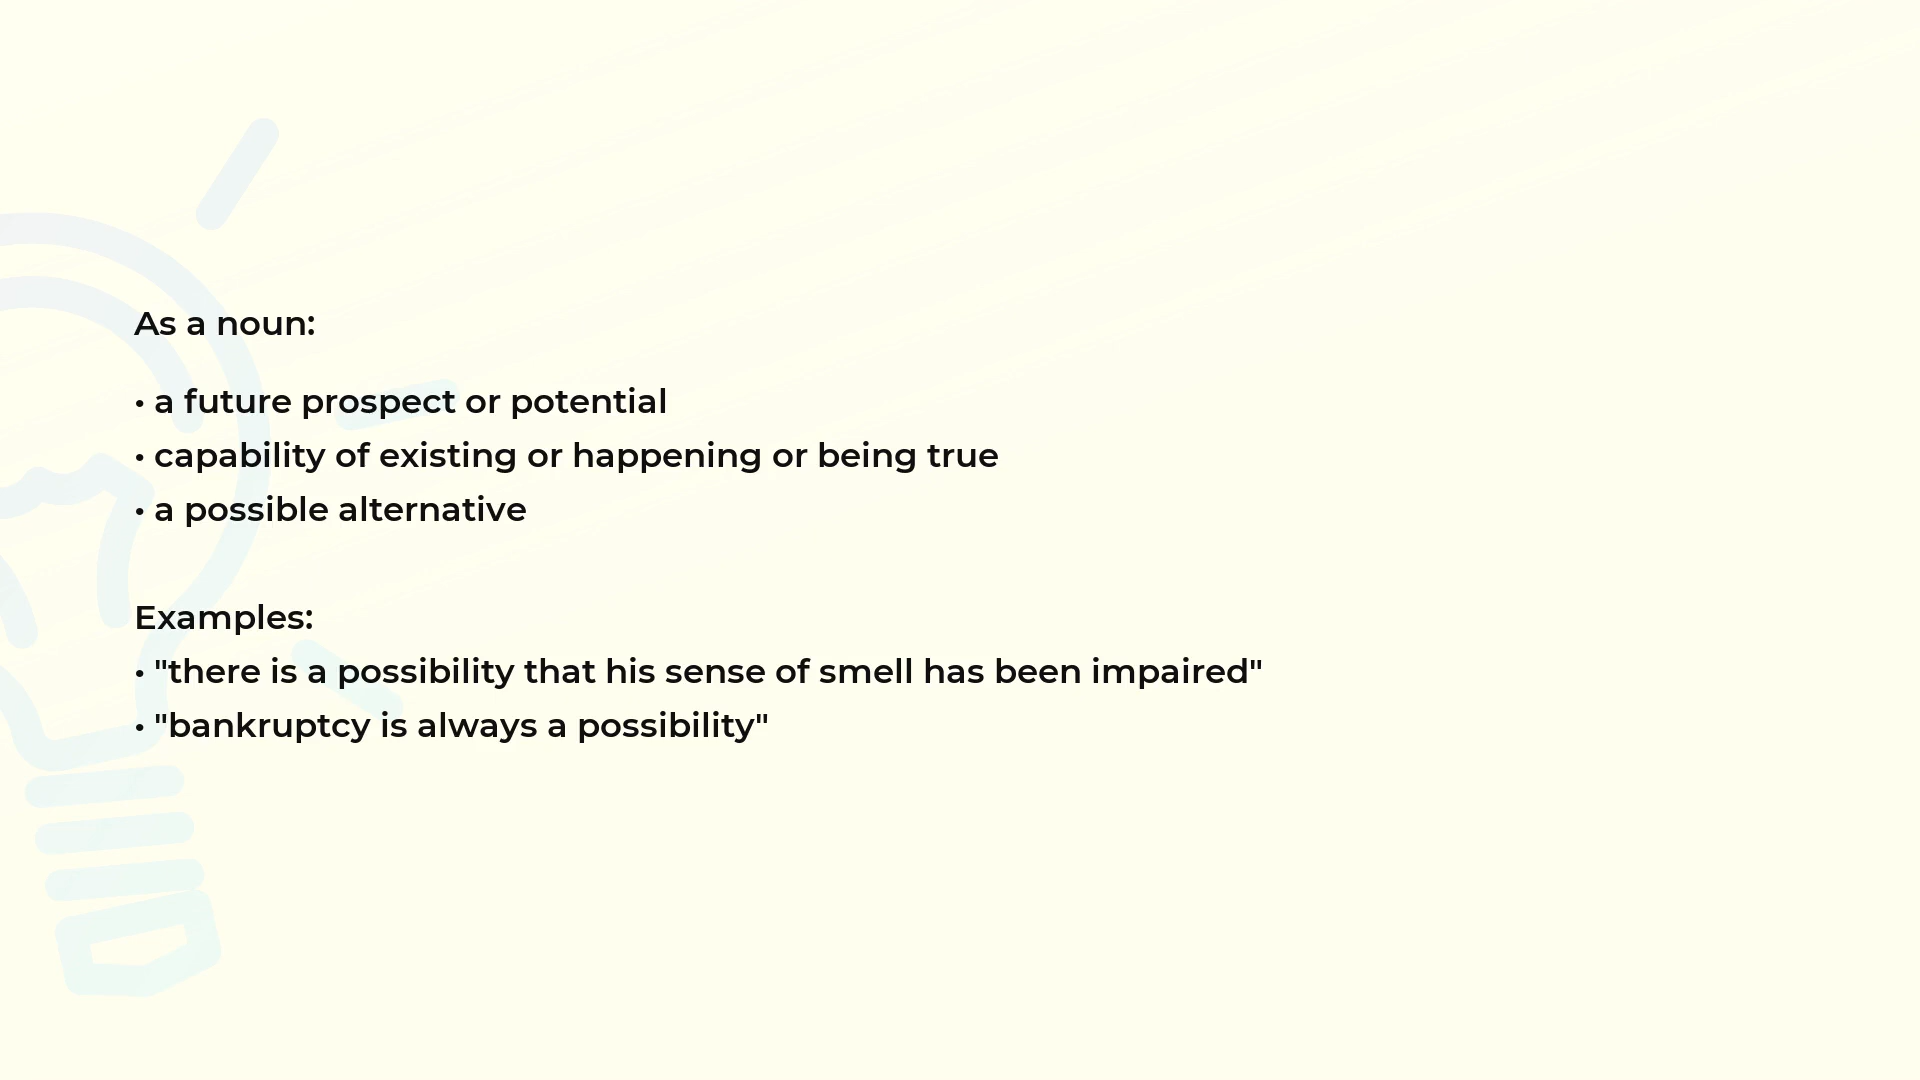 As a noun:
• a future prospect or potential
• capability of existing or happening or being true
• a possible alternative
Examples:
• "there is a possibility that his sense of smell has been impaired"
• "bankruptcy is always a possibility"